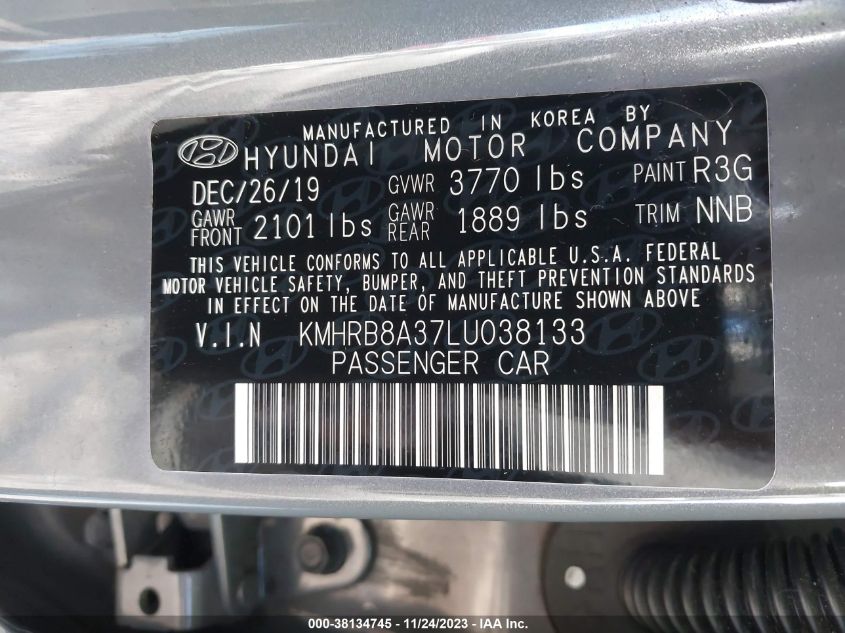 MANUFACTURED IN KOREA BY
HYUNDAI MOTOR COMPANY
DEC/26/19 GVWR 3770 lbs PAINT R3G
GAWR FRONT 2101 lbs GAWR REAR 1889 lbs TRIM NNB
THIS VEHICLE CONFORMS TO ALL APPLICABLE U.S.A. FEDERAL
MOTOR VEHICLE SAFETY, BUMPER, AND THEFT PREVENTION STANDARDS
IN EFFECT ON THE DATE OF MANUFACTURE SHOWN ABOVE
V.I.N KMHRB8A37LU038133
PASSENGER CAR
000-38134745 - 11/24/2023 - IMP, Inc.